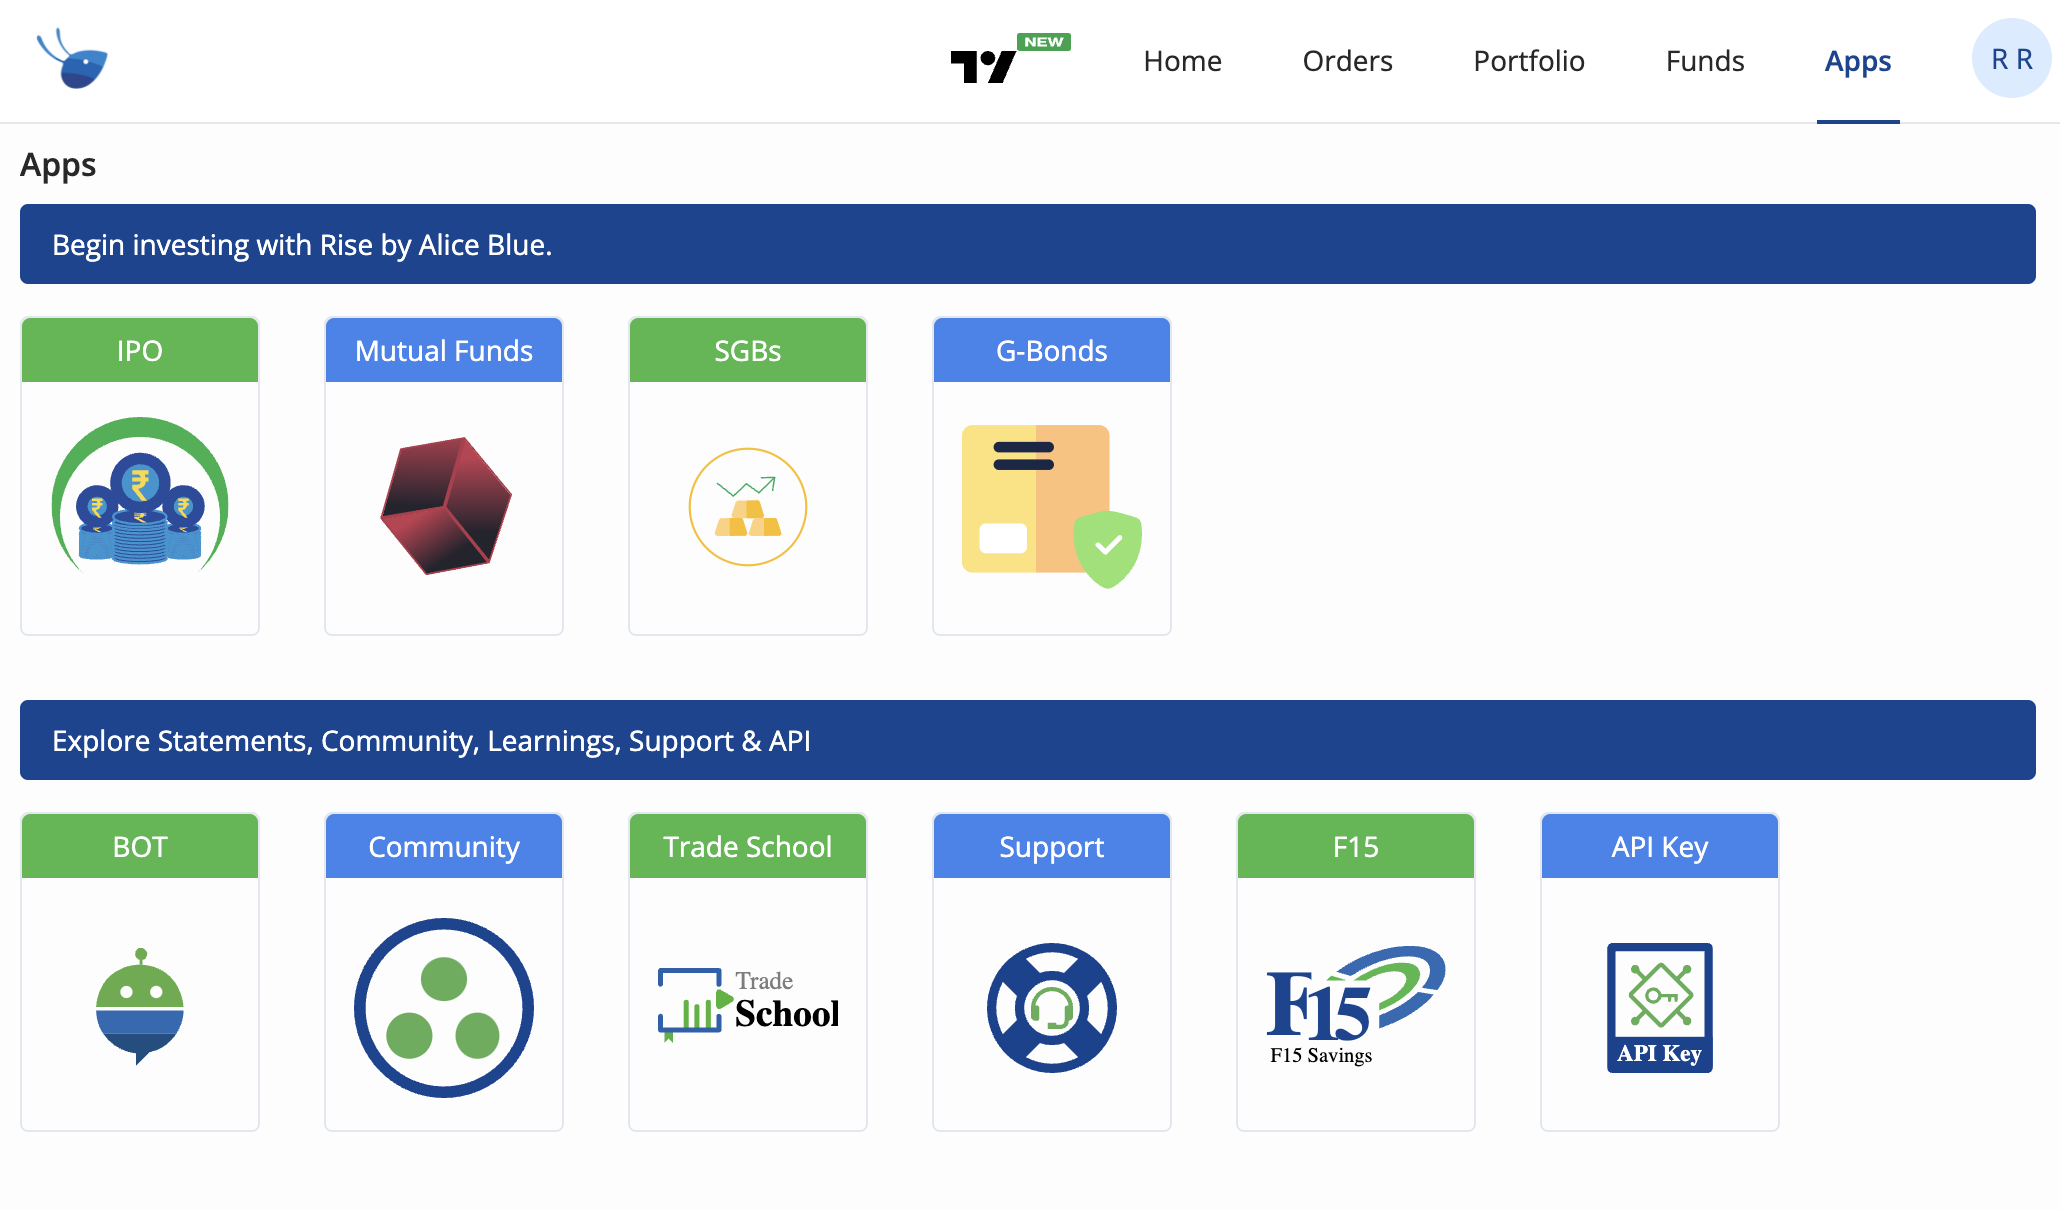 NEW
Home
Orders
Portfolio
Funds
Apps
R R
Apps
Begin investing with Rise by Alice Blue.
IPO
Mutual Funds
SGBs
G-Bonds
Explore Statements, Community, Learnings, Support & API
BOT
Community
Trade School
Support
F15
API Key
Trade
School
F15
F15 Savings
API Key